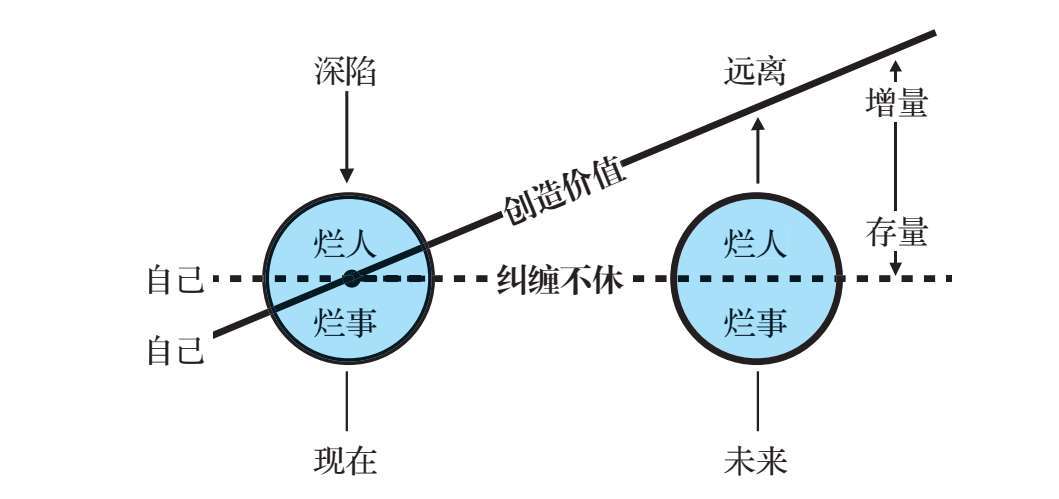 深陷
远离
增量
创造价值
存量
烂人
烂人
自己
纠缠不休
烂事
烂事
自己
现在
未来